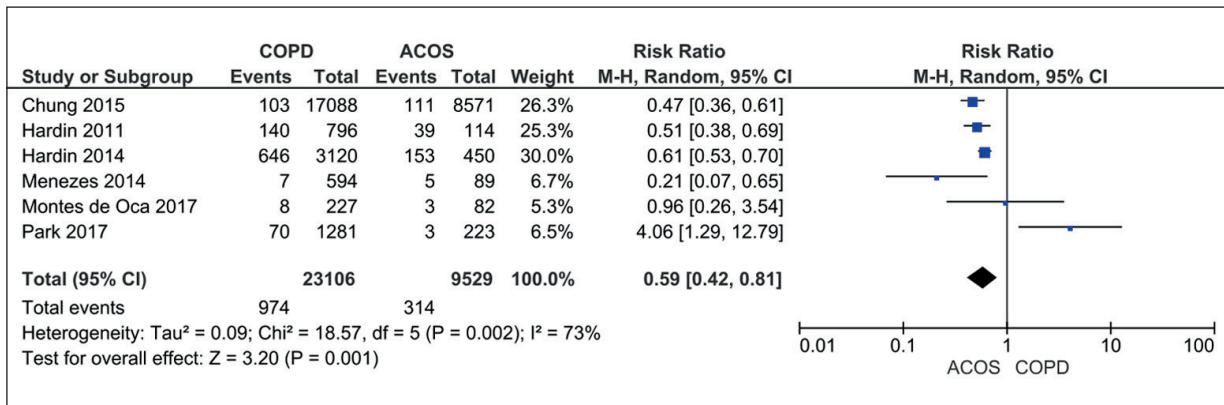 COPD ACOS Risk Ratio Risk Ratio
Study or Subgroup Events Total Events Total Weight M-H, Random, 95% CI M-H, Random, 95% CI
Chung 2015 103 17088 111 8571 26.3% 0.47 [0.36, 0.61]
Hardin 2011 140 796 39 114 25.3% 0.51 [0.38, 0.69]
Hardin 2014 646 3120 153 450 30.0% 0.61 [0.53, 0.70]
Menezes 2014 7 594 5 89 6.7% 0.21 [0.07, 0.65]
Montes de Oca 2017 8 227 3 82 5.3% 0.96 [0.26, 3.54]
Park 2017 70 1281 3 223 6.5% 4.06 [1.29, 12.79]
Total (95% CI) 23106 9529 100.0% 0.59 [0.42, 0.81]
Total events 974 314
Heterogeneity: Tau² = 0.09; Chi² = 18.57, df = 5 (P = 0.002); I² = 73%
Test for overall effect: Z = 3.20 (P = 0.001)
0.01 0.1 1 10 100
ACOS COPD